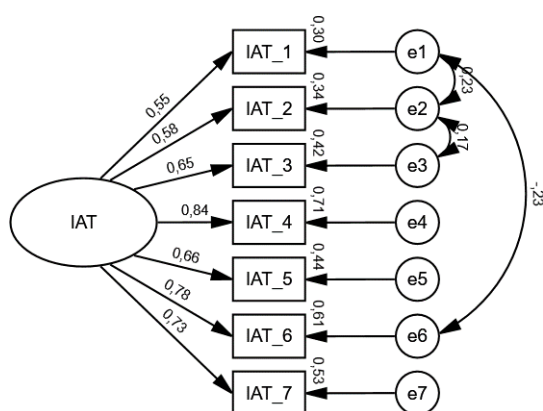 0,30
IAT_1
e1
0,55
0,23
0,34
IAT_2
e2
0,58
0,17
0,42
IAT_3
e3
0,65
-,23
0,71
IAT
0,84
IAT_4
e4
0,44
0,66
IAT_5
e5
0,61
0,78
IAT_6
e6
0,53
0,73
IAT_7
e7